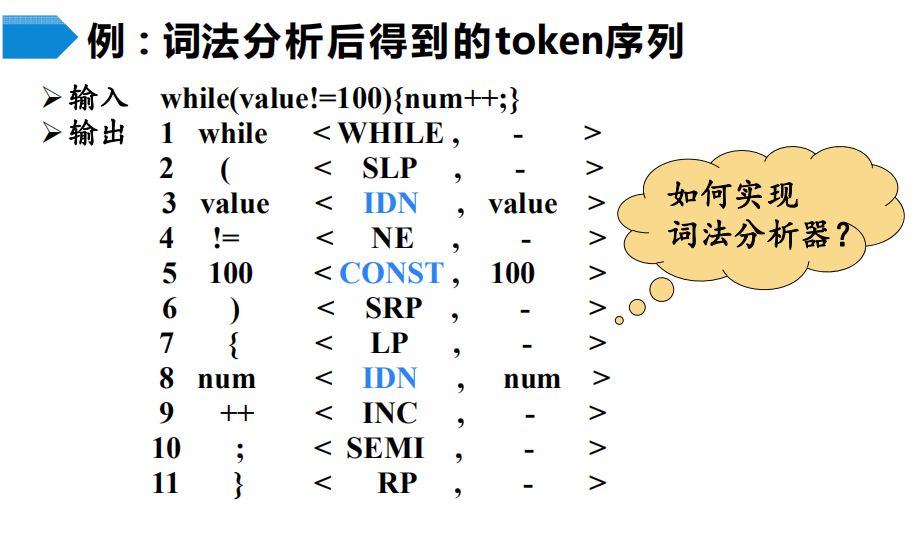 例：词法分析后得到的token序列
➢输入 while(value!=100){num++;}
➢输出 1 while < WHILE , - >
2 ( < SLP , - >
3 value < IDN , value >
4 != < NE , - >
5 100 < CONST , 100 >
6 ) < SRP , - >
7 { < LP , - >
8 num < IDN , num >
9 ++ < INC , - >
10 ; < SEMI , - >
11 } < RP , - >
如何实现
词法分析器？